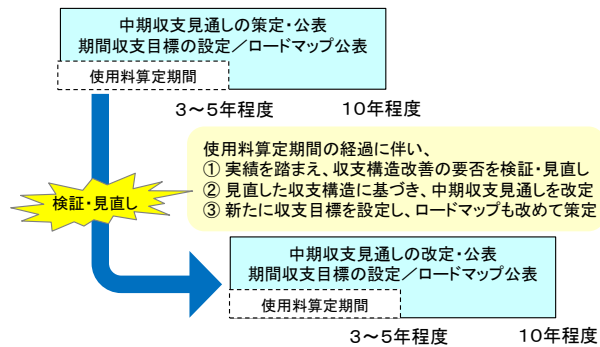 中期収支見通しの策定・公表
期間収支目標の設定／ロードマップ公表
使用料算定期間
３～５年程度
１０年程度
使用料算定期間の経過に伴い、
① 実績を踏まえ、収支構造改善の要否を検証・見直し
② 見直した収支構造に基づき、中期収支見通しを改定
③ 新たに収支目標を設定し、ロードマップも改めて策定
検証・見直し
中期収支見通しの改定・公表
期間収支目標の設定／ロードマップ公表
使用料算定期間
３～５年程度
１０年程度